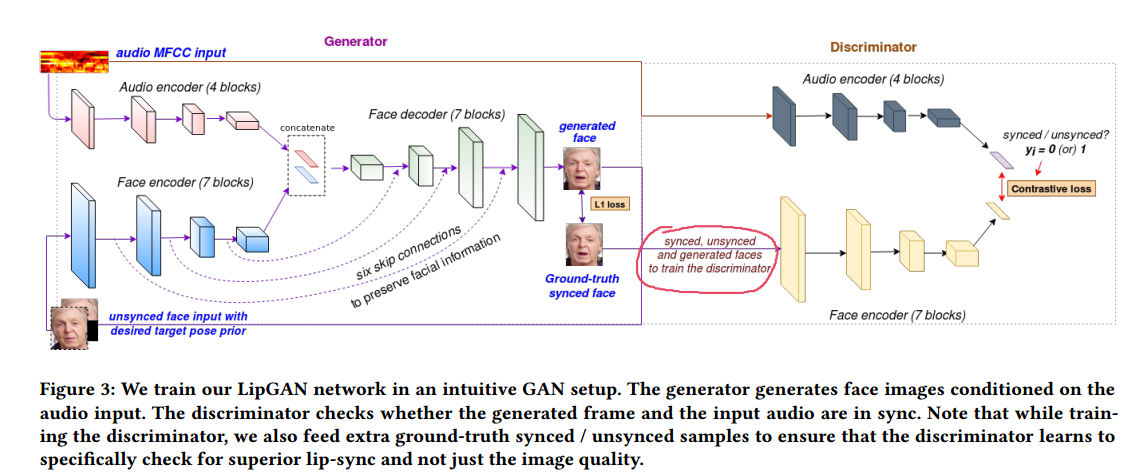 Generator
Discriminator
audio MFCC input
Audio encoder (4 blocks)
Audio encoder (4 blocks)
concatenate
Face decoder (7 blocks)
generated
face
synced / unsynced?
yi = 0 (or) 1
Contrastive loss
Face encoder (7 blocks)
L1 loss
six skip connections
to preserve facial information
synced, unsynced
and generated faces
to train the discriminator
Ground-truth
synced face
unsynced face input with
desired target pose prior
Face encoder (7 blocks)
Figure 3: We train our LipGAN network in an intuitive GAN setup. The generator generates face images conditioned on the
audio input. The discriminator checks whether the generated frame and the input audio are in sync. Note that while train-
ing the discriminator, we also feed extra ground-truth synced / unsynced samples to ensure that the discriminator learns to
specifically check for superior lip-sync and not just the image quality.